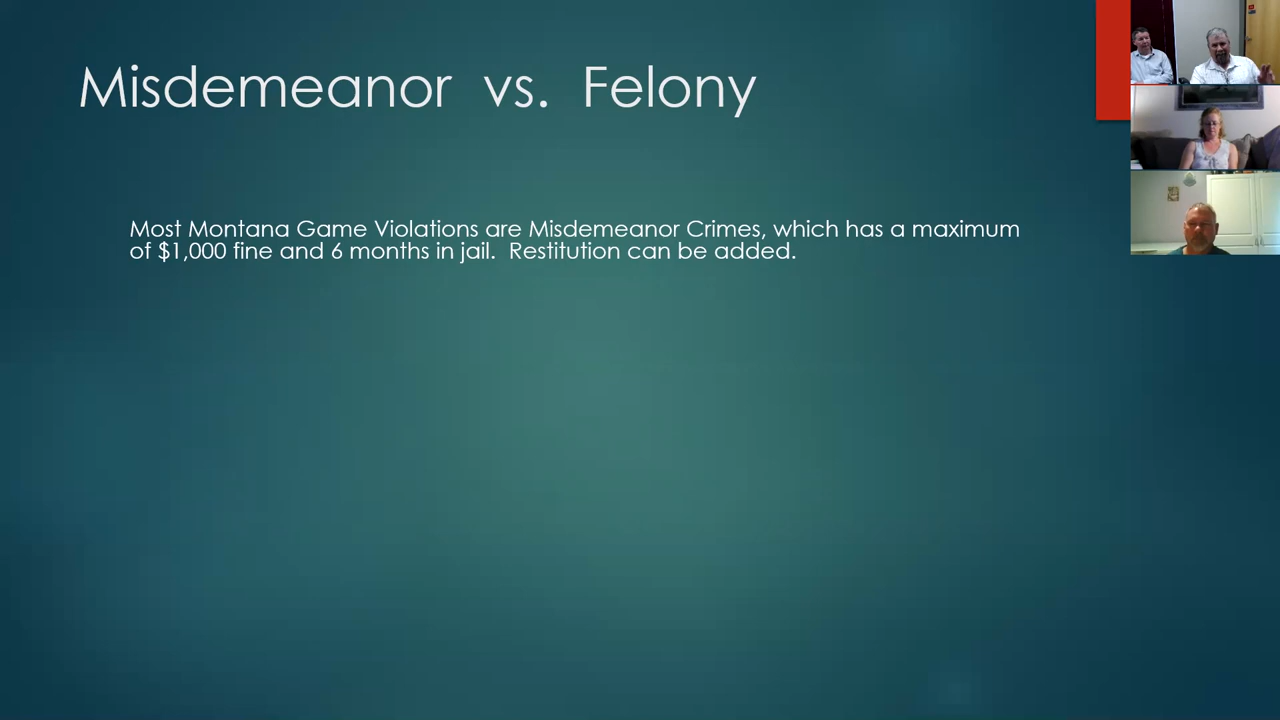 Misdemeanor vs. Felony
Most Montana Game Violations are Misdemeanor Crimes, which has a maximum
of $1,000 fine and 6 months in jail. Restitution can be added.